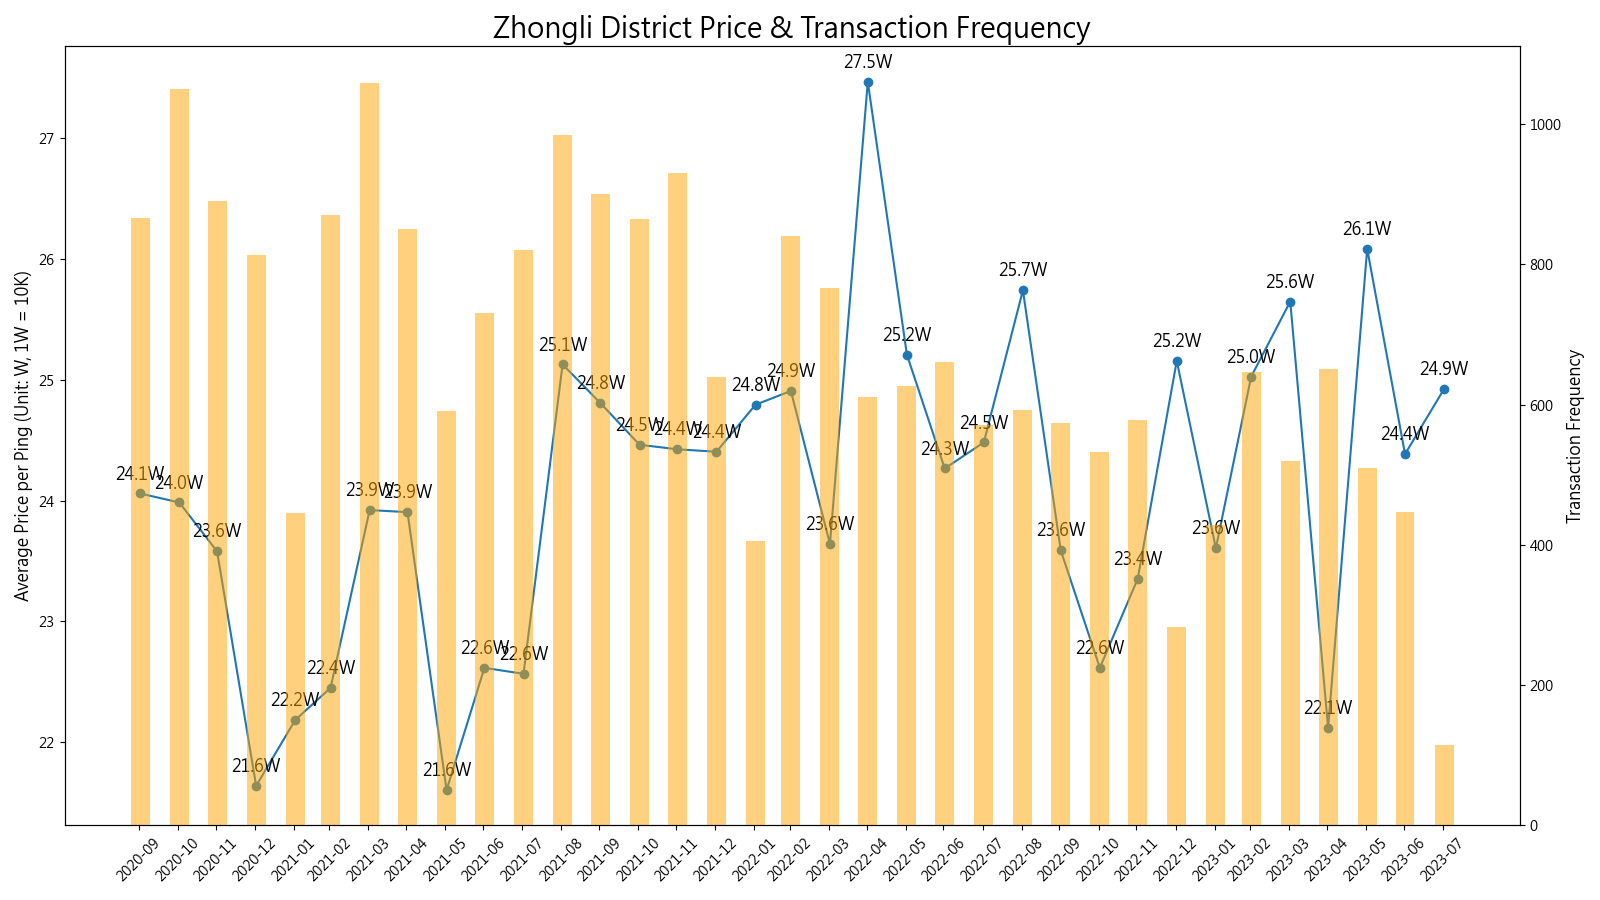 Zhongli District Price & Transaction Frequency
Average Price per Ping (Unit: W, 1W = 10K)
27
26
25
24
23
22
24.1W
24.0W
23.6W
21.6W
22.2W
22.4W
23.9W
23.9W
21.6W
22.6W
22.6W
25.1W
24.8W
24.5W
24.4W
24.4W
24.8W
24.9W
23.6W
27.5W
25.2W
24.3W
24.5W
25.7W
23.6W
22.6W
23.4W
25.2W
23.6W
25.0W
25.6W
22.1W
26.1W
24.4W
24.9W
1000
800
600
400
200
0
Transaction Frequency
2020-09
2020-10
2020-11
2020-12
2021-01
2021-02
2021-03
2021-04
2021-05
2021-06
2021-07
2021-08
2021-09
2021-10
2021-11
2021-12
2022-01
2022-02
2022-03
2022-04
2022-05
2022-06
2022-07
2022-08
2022-09
2022-10
2022-11
2022-12
2023-01
2023-02
2023-03
2023-04
2023-05
2023-06
2023-07